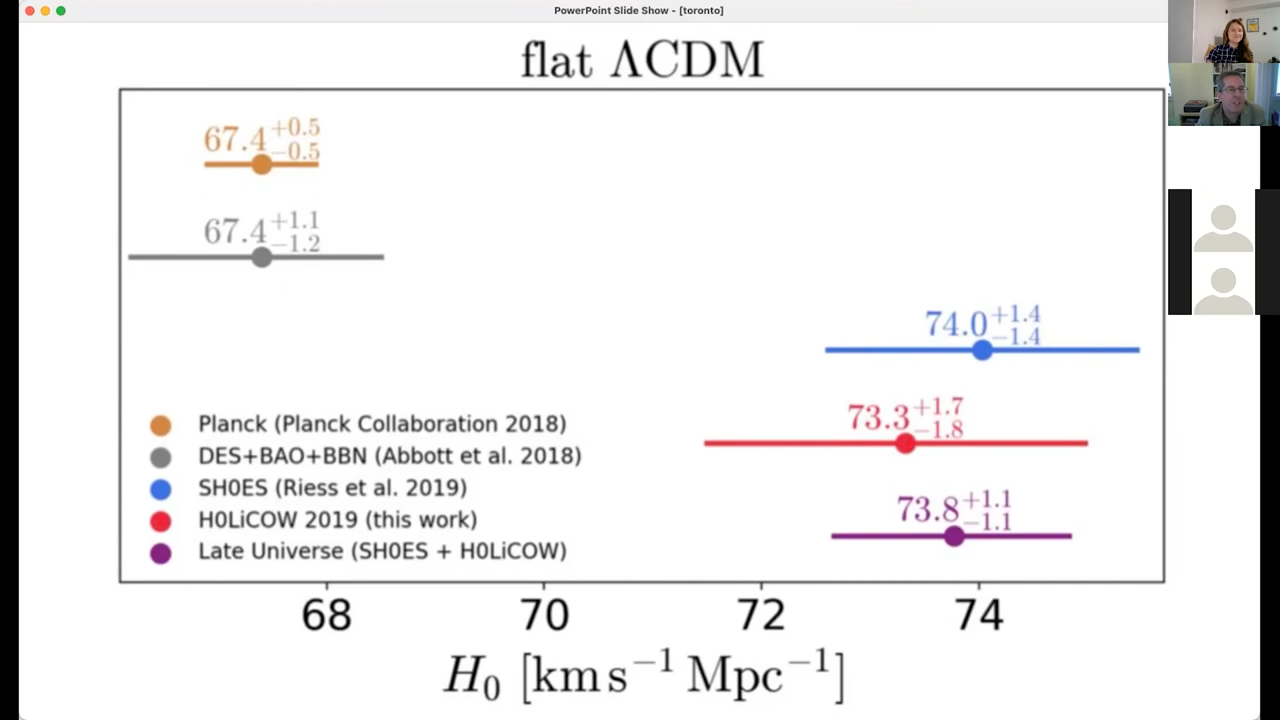 PowerPoint Slide Show - [toronto]
flat ΛCDM
67.4 +0.5 −0.5
67.4 +1.1 −1.2
74.0 +1.4 −1.4
73.3 +1.7 −1.8
73.8 +1.1 −1.1
Planck (Planck Collaboration 2018)
DES+BAO+BBN (Abbott et al. 2018)
SH0ES (Riess et al. 2019)
H0LiCOW 2019 (this work)
Late Universe (SH0ES + H0LiCOW)
68 70 72 74
H₀ [km s⁻¹ Mpc⁻¹]